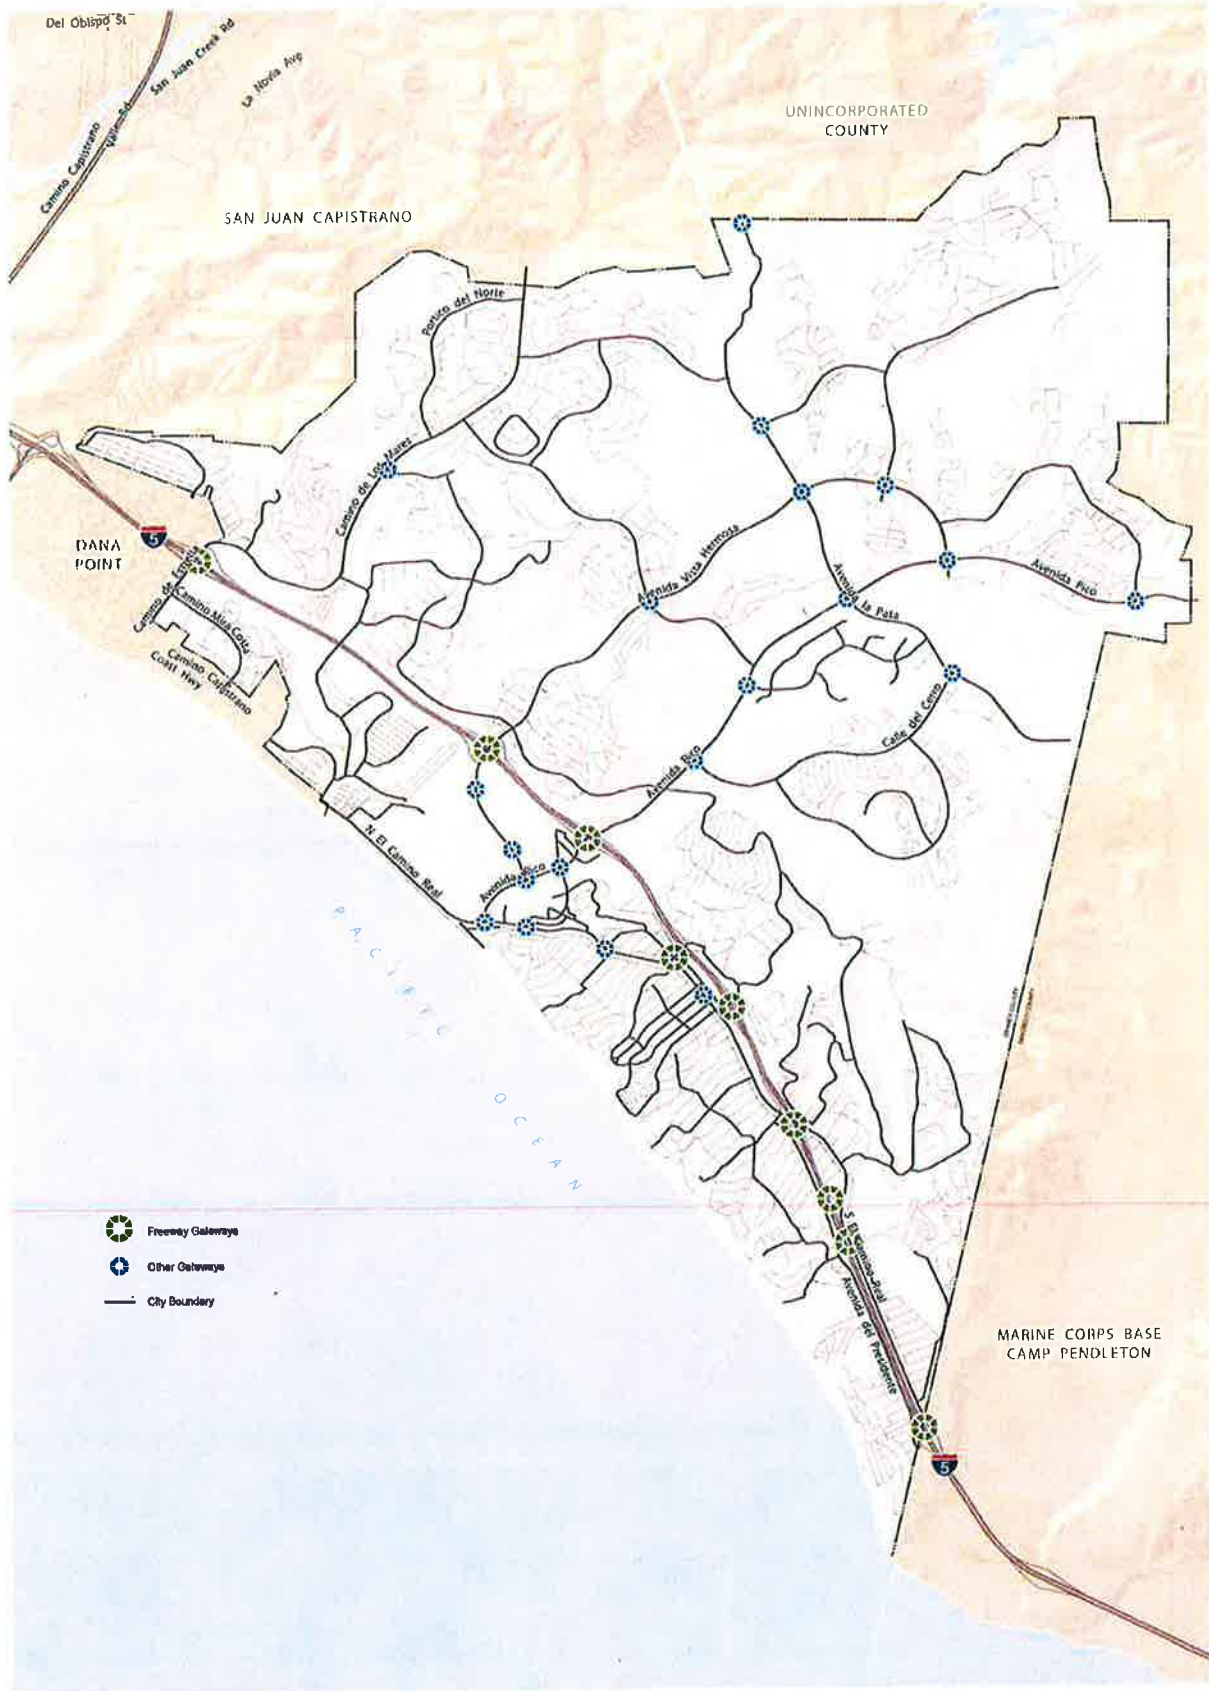 Del Obispo St
San Juan Creek Rd
La Novia Ave
Camino Capistrano
Valle Rd
UNINCORPORATED
COUNTY
SAN JUAN CAPISTRANO
Portico del Norte
Camino de Los Mares
DANA
POINT
5
Camino de Estrella
Camino Mira Costa
Camino Capistrano
Coast Hwy
Avenida Vista Hermosa
Avenida la Pata
Avenida Pico
Calle del Cerro
Avenida Pico
N El Camino Real
Avenida Pico
PACIFIC OCEAN
Freeway Gateways
Other Gateways
City Boundary
S El Camino Real
Avenida del Presidente
MARINE CORPS BASE
CAMP PENDLETON
5